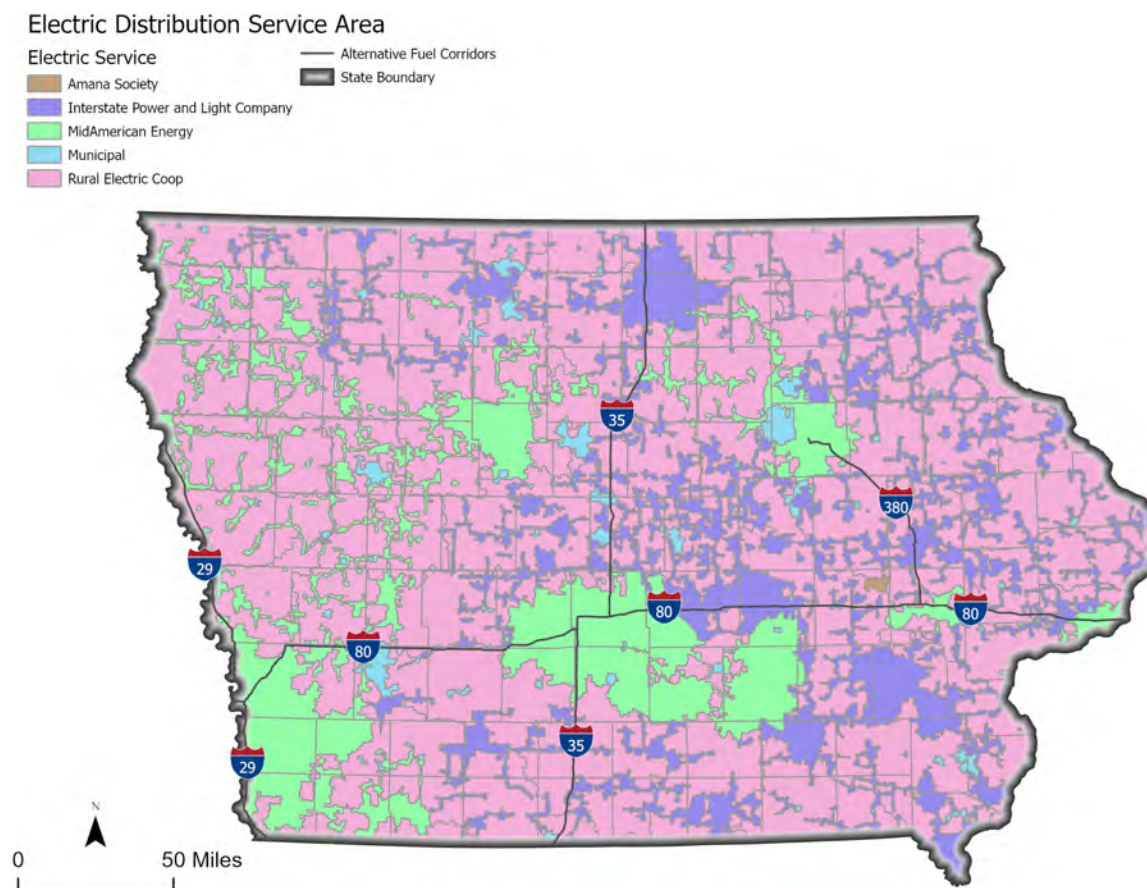 Electric Distribution Service Area
Electric Service
Amana Society
Interstate Power and Light Company
MidAmerican Energy
Municipal
Rural Electric Coop
Alternative Fuel Corridors
State Boundary
35
380
29
80
80
80
35
29
N
0 50 Miles